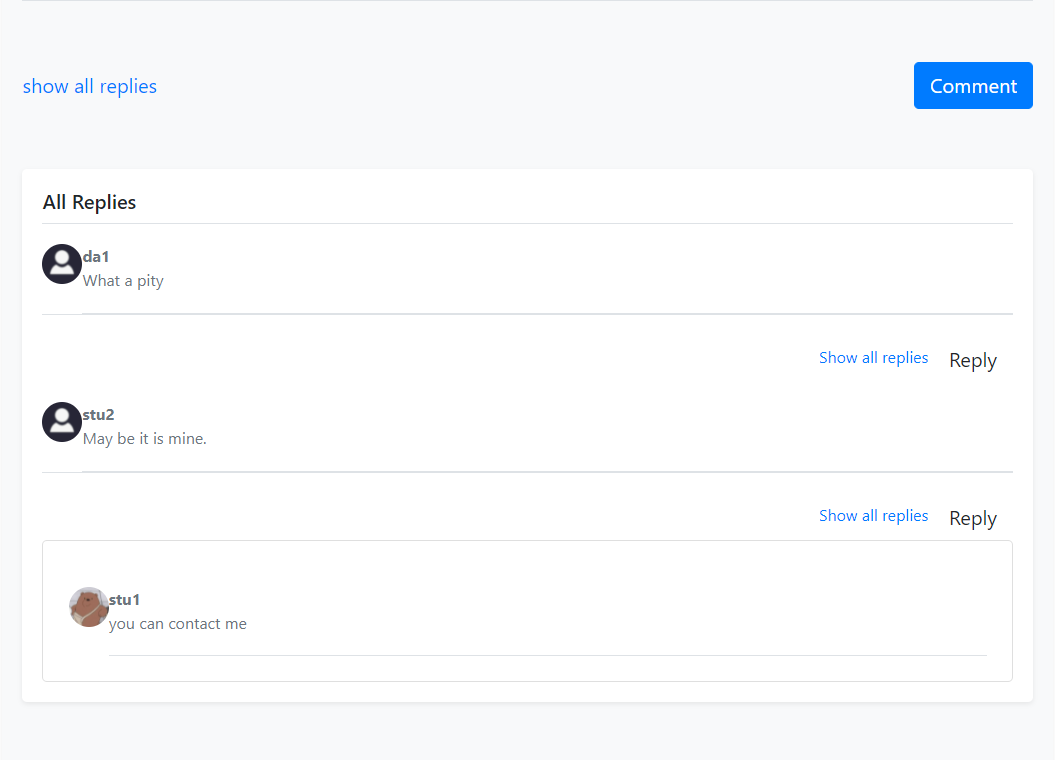 show all replies
Comment
All Replies
da1
What a pity
Show all replies
Reply
stu2
May be it is mine.
Show all replies
Reply
stu1
you can contact me